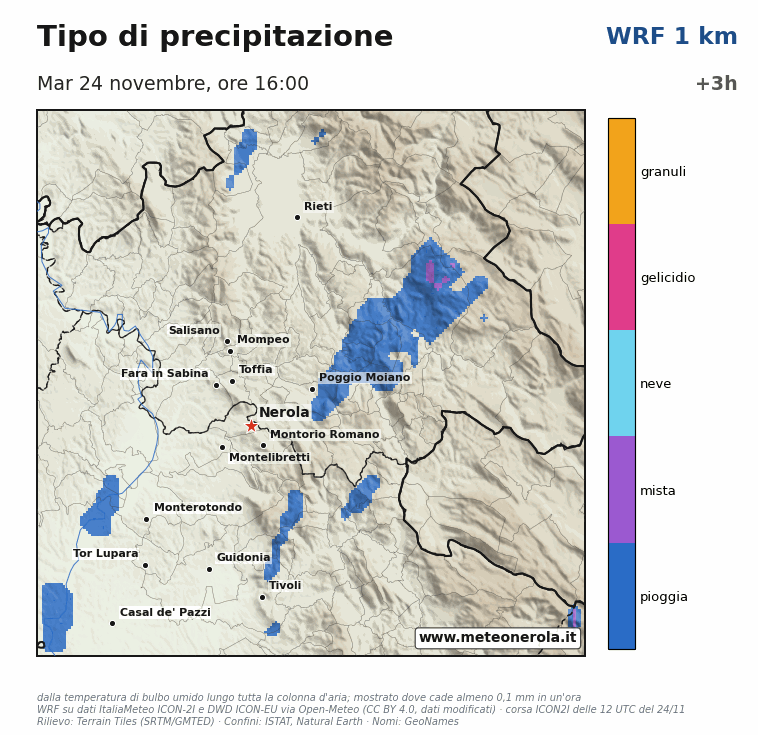 Tipo di precipitazione
WRF 1 km
Mar 24 novembre, ore 16:00
+3h
granuli
gelicidio
neve
mista
pioggia
Rieti
Salisano
Mompeo
Fara in Sabina
Toffia
Poggio Moiano
Nerola
Montorio Romano
Montelibretti
Monterotondo
Tor Lupara
Guidonia
Tivoli
Casal de' Pazzi
www.meteonerola.it
dalla temperatura di bulbo umido lungo tutta la colonna d'aria; mostrato dove cade almeno 0,1 mm in un'ora
WRF su dati ItaliaMeteo ICON-2I e DWD ICON-EU via Open-Meteo (CC BY 4.0, dati modificati) · corsa ICON2I delle 12 UTC del 24/11
Rilievo: Terrain Tiles (SRTM/GMTED) · Confini: ISTAT, Natural Earth · Nomi: GeoNames